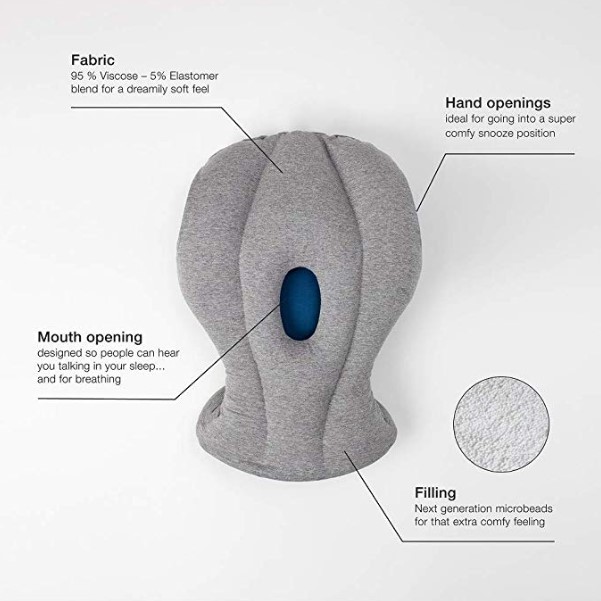 Fabric
95 % Viscose – 5% Elastomer
blend for a dreamily soft feel
Hand openings
ideal for going into a super
comfy snooze position
Mouth opening
designed so people can hear
you talking in your sleep...
and for breathing
Filling
Next generation microbeads
for that extra comfy feeling